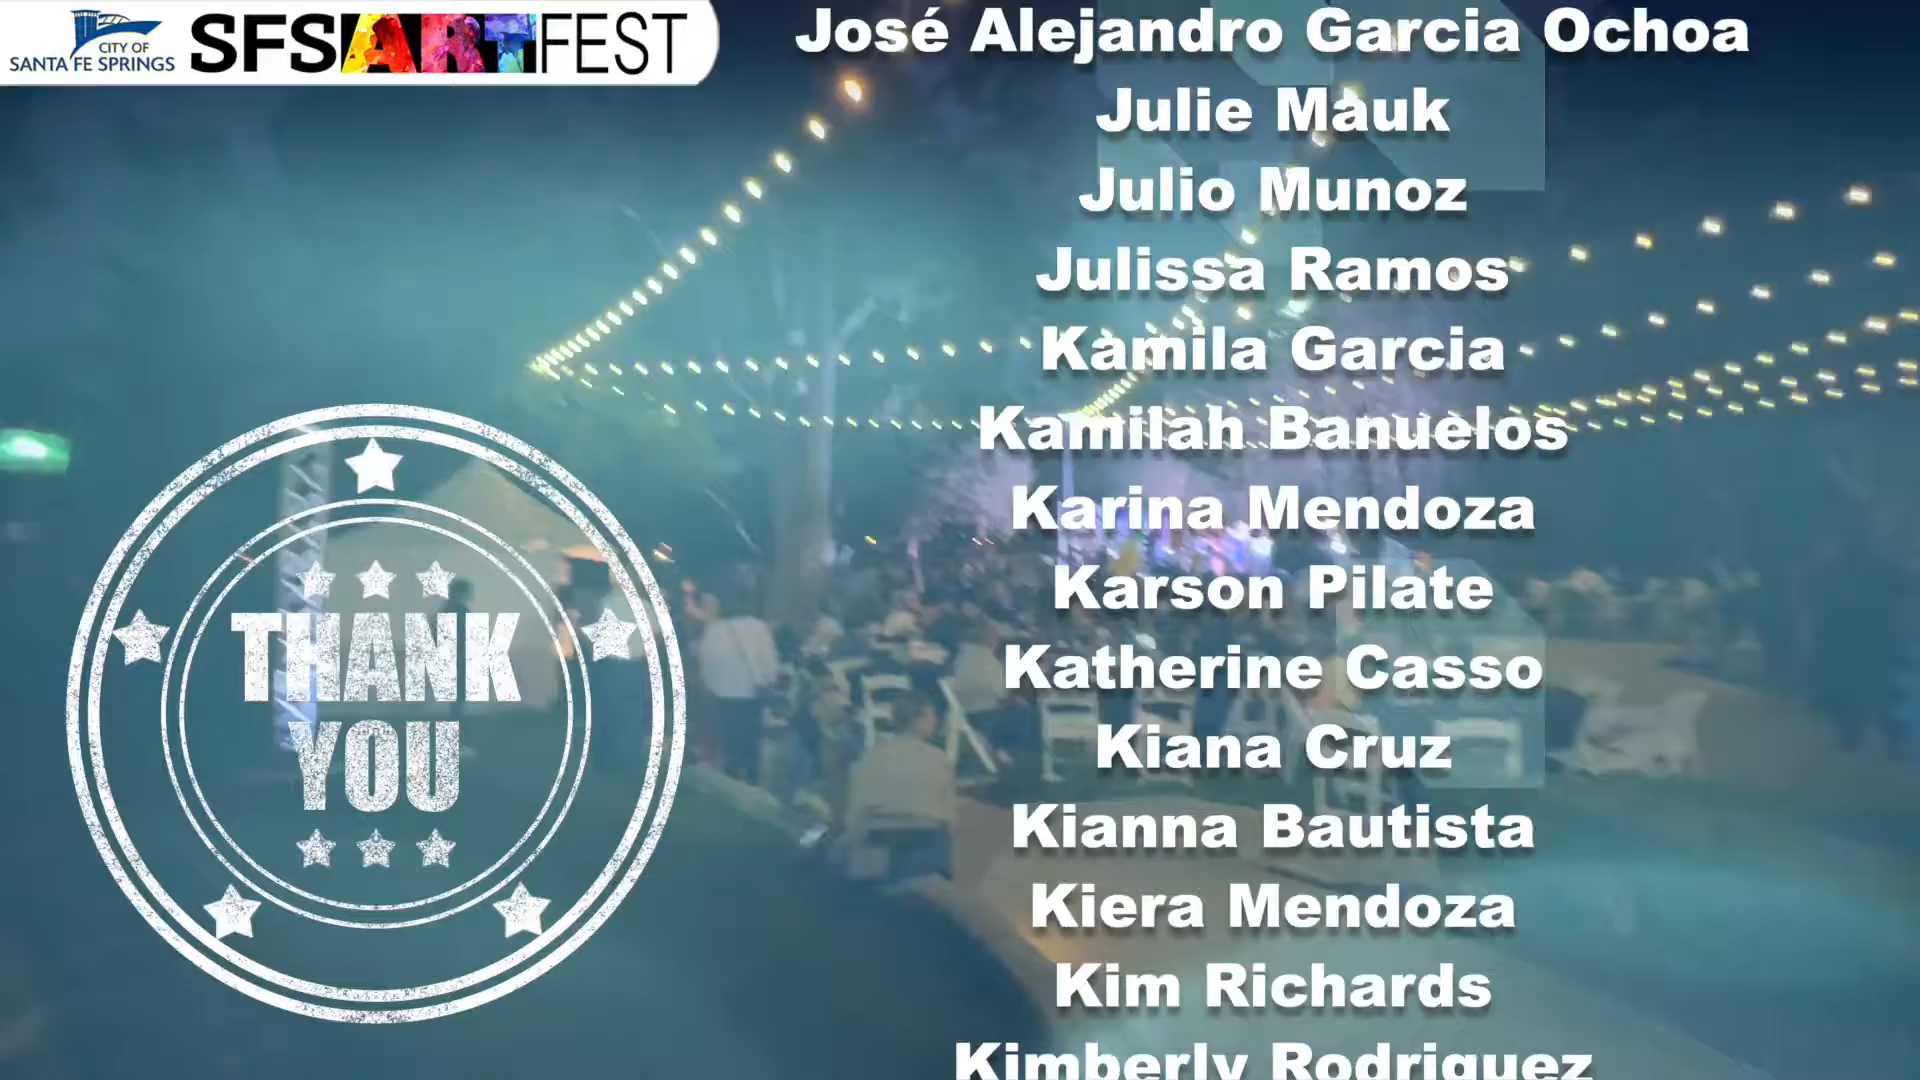 CITY OF
SANTA FE SPRINGS
SFSARTFEST
José Alejandro Garcia Ochoa
Julie Mauk
Julio Munoz
Julissa Ramos
Kamila Garcia
Kamilah Banuelos
Karina Mendoza
Karson Pilate
Katherine Casso
Kiana Cruz
Kianna Bautista
Kiera Mendoza
Kim Richards
Kimberly Rodriguez
THANK
YOU